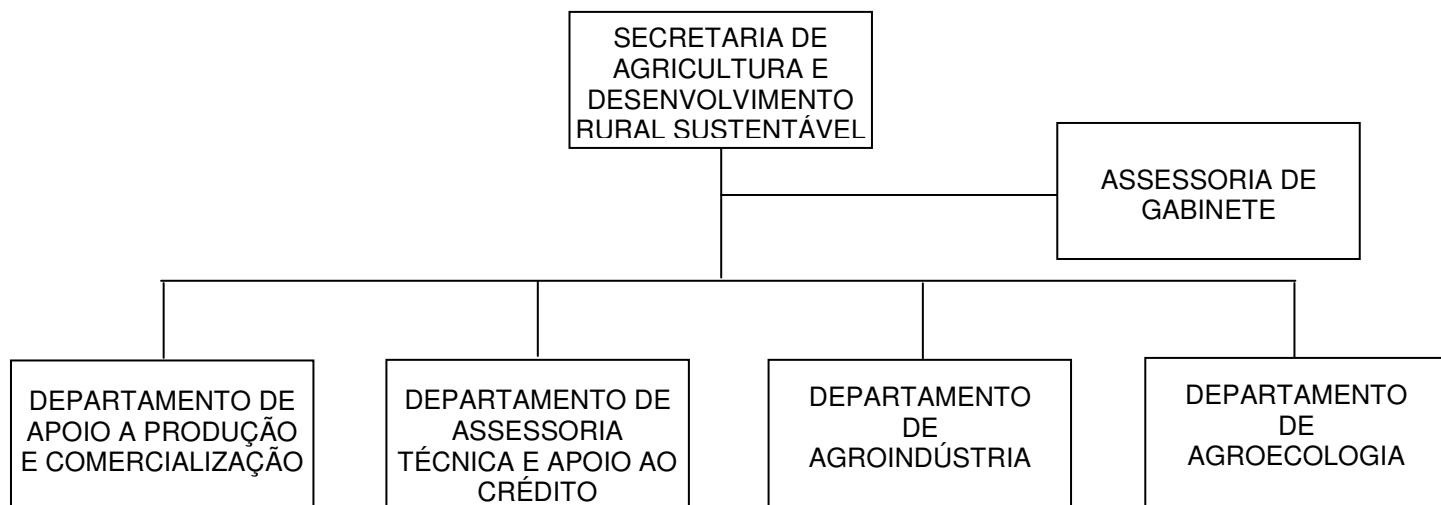 SECRETARIA DE
AGRICULTURA E
DESENVOLVIMENTO
RURAL SUSTENTÁVEL
ASSESSORIA DE
GABINETE
DEPARTAMENTO DE
APOIO A PRODUÇÃO
E COMERCIALIZAÇÃO
DEPARTAMENTO DE
ASSESSORIA
TÉCNICA E APOIO AO
CRÉDITO
DEPARTAMENTO
DE
AGROINDÚSTRIA
DEPARTAMENTO
DE
AGROECOLOGIA